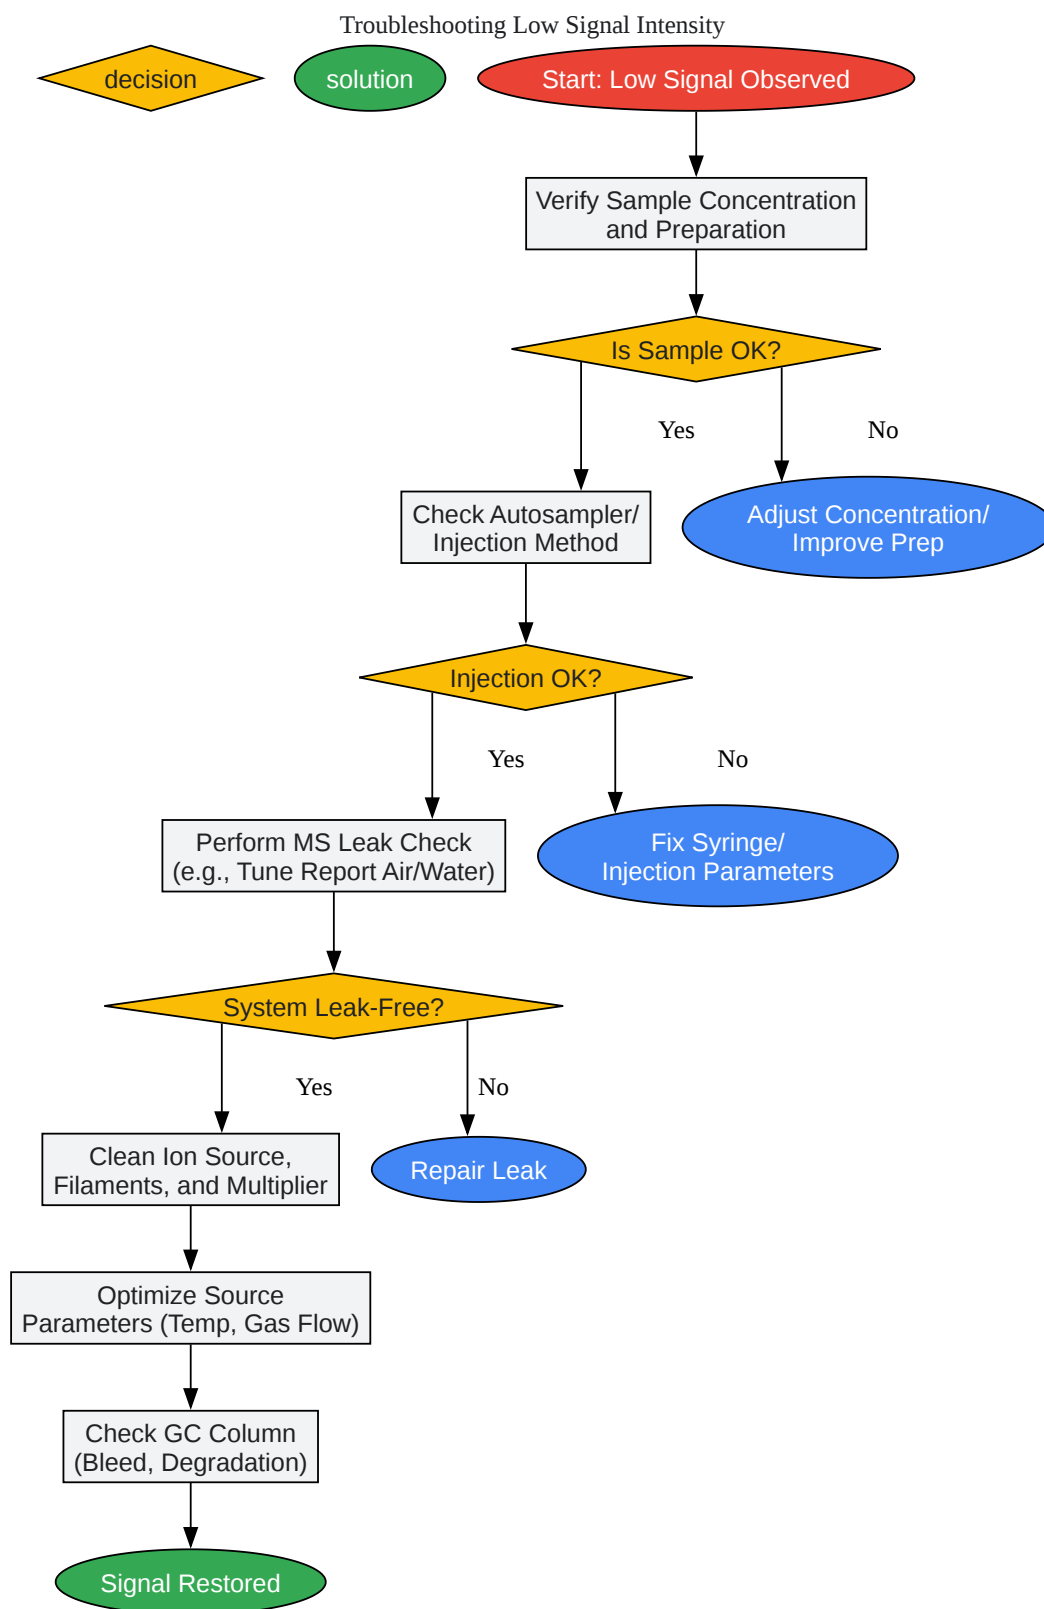 Troubleshooting Low Signal Intensity
decision
solution
Start: Low Signal Observed
Verify Sample Concentration
and Preparation
Is Sample OK?
Yes
No
Check Autosampler/
Injection Method
Adjust Concentration/
Improve Prep
Injection OK?
Yes
No
Perform MS Leak Check
(e.g., Tune Report Air/Water)
Fix Syringe/
Injection Parameters
System Leak-Free?
Yes
No
Clean Ion Source,
Filaments, and Multiplier
Repair Leak
Optimize Source
Parameters (Temp, Gas Flow)
Check GC Column
(Bleed, Degradation)
Signal Restored